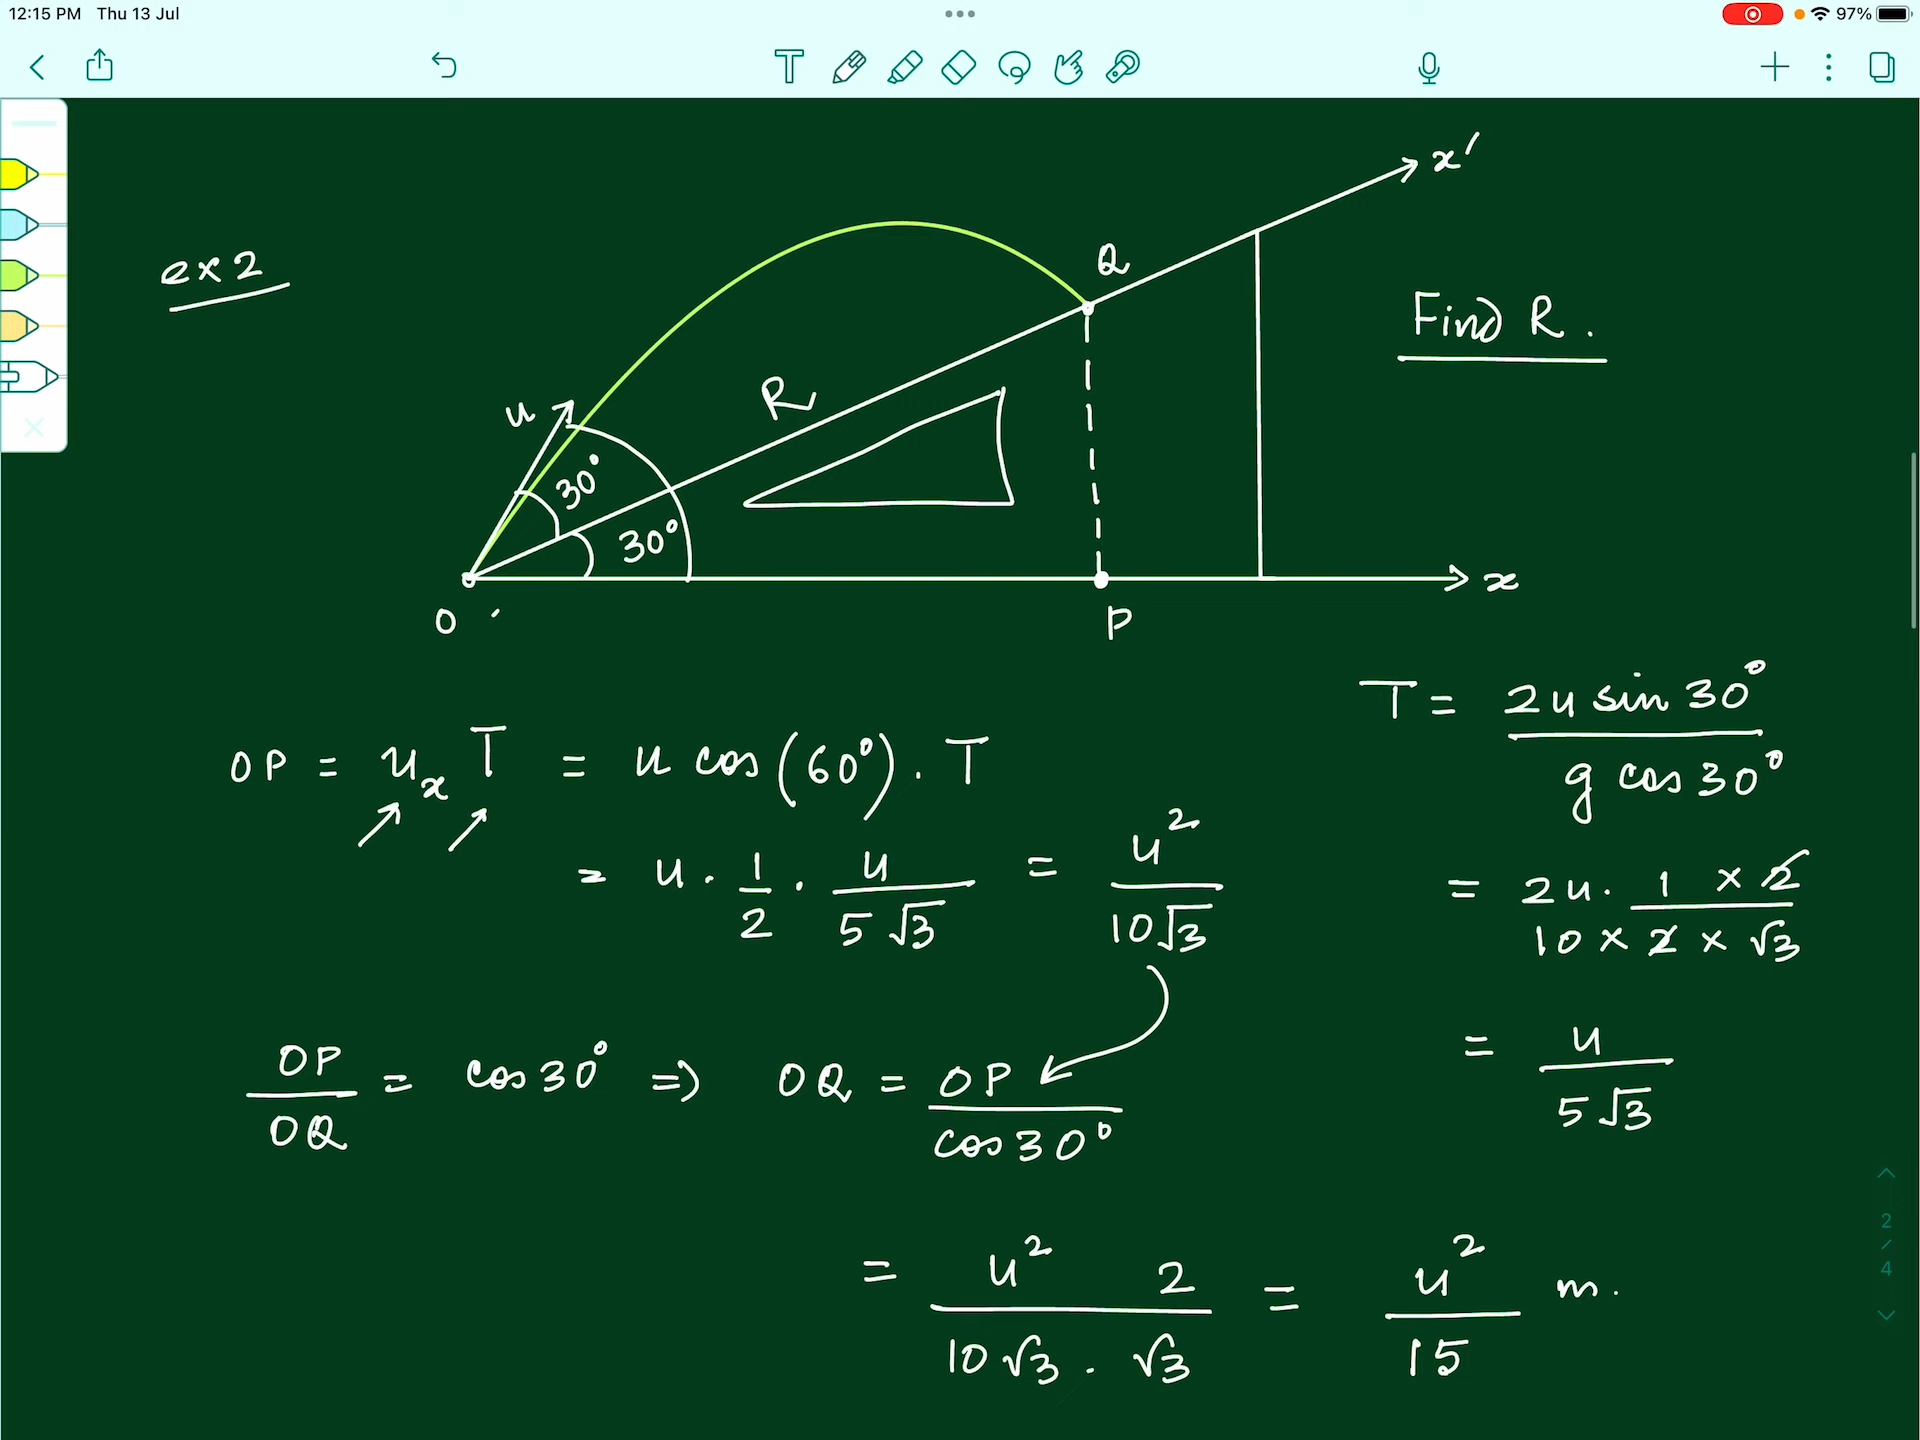 12:15 PM Thu 13 Jul
97%
T
x'
ex 2
Q
Find R.
R
u
30°
30°
x
O
P
T = 2u sin 30° / g cos 30°
OP = uₓ T = u cos (60°) . T
= u . 1/2 . u/5√3 = u²/10√3
= 2u . 1 × 2 / 10 × 2 × √3
= u/5√3
OP/OQ = cos 30° => OQ = OP/cos 30°
= u² 2 / 10√3 . √3 = u²/15 m.
2
/
4